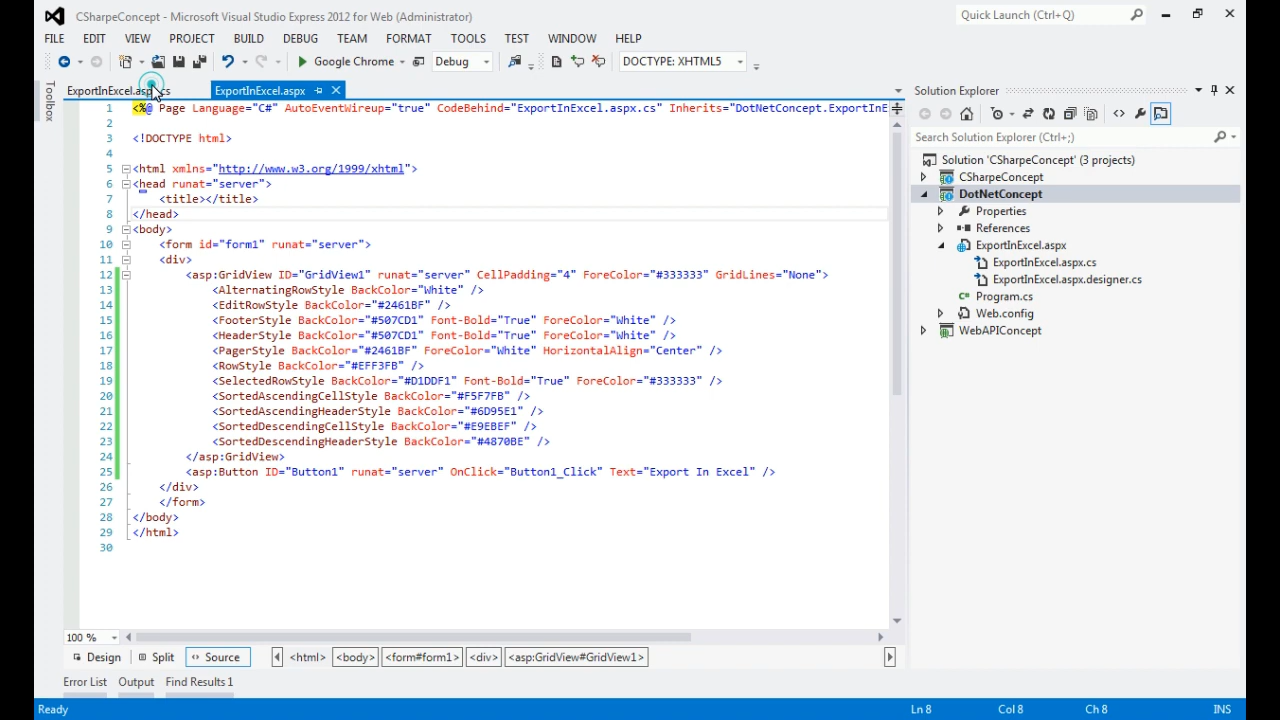 CSharpeConcept - Microsoft Visual Studio Express 2012 for Web (Administrator)
Quick Launch (Ctrl+Q)
FILE EDIT VIEW PROJECT BUILD DEBUG TEAM FORMAT TOOLS TEST WINDOW HELP
Google Chrome Debug DOCTYPE: XHTML5
Toolbox
ExportInExcel.aspx.cs ExportInExcel.aspx
1 <%@ Page Language="C#" AutoEventWireup="true" CodeBehind="ExportInExcel.aspx.cs" Inherits="DotNetConcept.ExportInE
2
3 <!DOCTYPE html>
4
5 <html xmlns="http://www.w3.org/1999/xhtml">
6 <head runat="server">
7 <title></title>
8 </head>
9 <body>
10 <form id="form1" runat="server">
11 <div>
12 <asp:GridView ID="GridView1" runat="server" CellPadding="4" ForeColor="#333333" GridLines="None">
13 <AlternatingRowStyle BackColor="White" />
14 <EditRowStyle BackColor="#2461BF" />
15 <FooterStyle BackColor="#507CD1" Font-Bold="True" ForeColor="White" />
16 <HeaderStyle BackColor="#507CD1" Font-Bold="True" ForeColor="White" />
17 <PagerStyle BackColor="#2461BF" ForeColor="White" HorizontalAlign="Center" />
18 <RowStyle BackColor="#EFF3FB" />
19 <SelectedRowStyle BackColor="#D1DDF1" Font-Bold="True" ForeColor="#333333" />
20 <SortedAscendingCellStyle BackColor="#F5F7FB" />
21 <SortedAscendingHeaderStyle BackColor="#6D95E1" />
22 <SortedDescendingCellStyle BackColor="#E9EBEF" />
23 <SortedDescendingHeaderStyle BackColor="#4870BE" />
24 </asp:GridView>
25 <asp:Button ID="Button1" runat="server" OnClick="Button1_Click" Text="Export In Excel" />
26 </div>
27 </form>
28 </body>
29 </html>
30
100 %
Design Split Source <html> <body> <form#form1> <div> <asp:GridView#GridView1>
Error List Output Find Results 1
Solution Explorer
Search Solution Explorer (Ctrl+;)
Solution 'CSharpeConcept' (3 projects)
CSharpeConcept
DotNetConcept
Properties
References
ExportInExcel.aspx
ExportInExcel.aspx.cs
ExportInExcel.aspx.designer.cs
Program.cs
Web.config
WebAPIConcept
Ready Ln 8 Col 8 Ch 8 INS